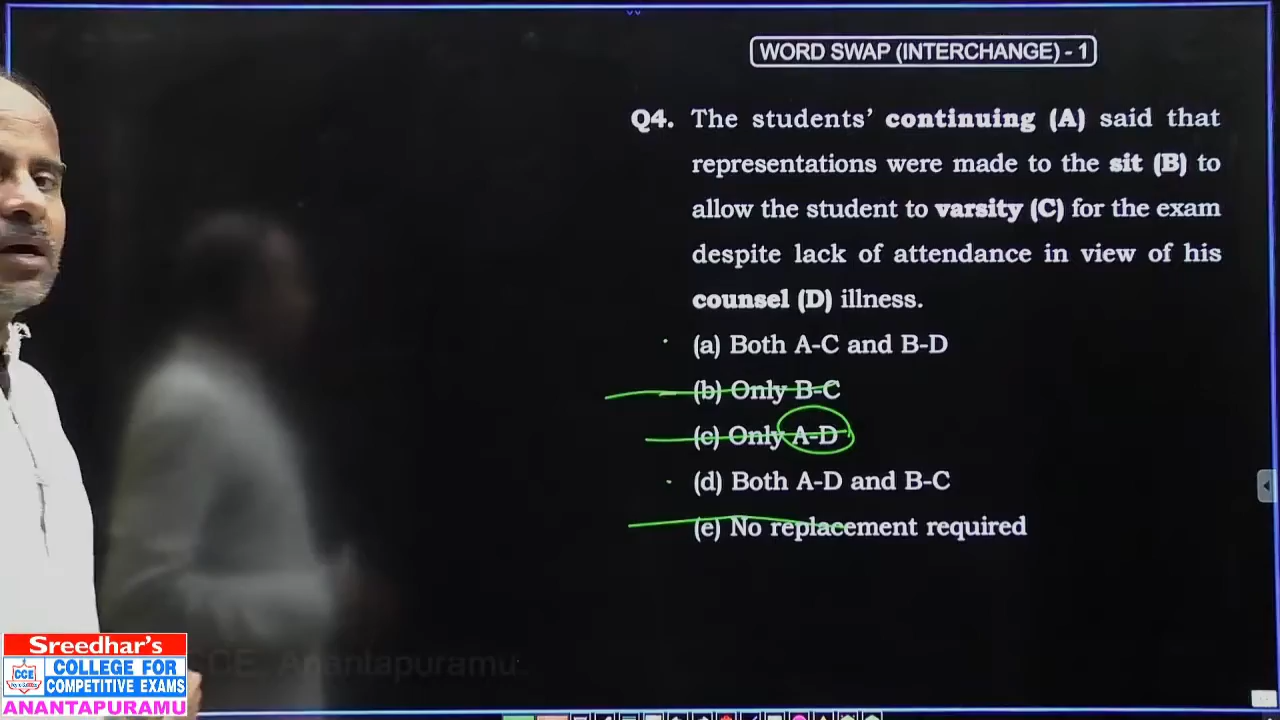 WORD SWAP (INTERCHANGE) - 1
Q4. The students’ continuing (A) said that
representations were made to the sit (B) to
allow the student to varsity (C) for the exam
despite lack of attendance in view of his
counsel (D) illness.
(a) Both A-C and B-D
(b) Only B-C
(c) Only A-D
(d) Both A-D and B-C
(e) No replacement required
Sreedhar's
CCE
COLLEGE FOR
COMPETITIVE EXAMS
ANANTAPURAMU
CE, Anantapuramu